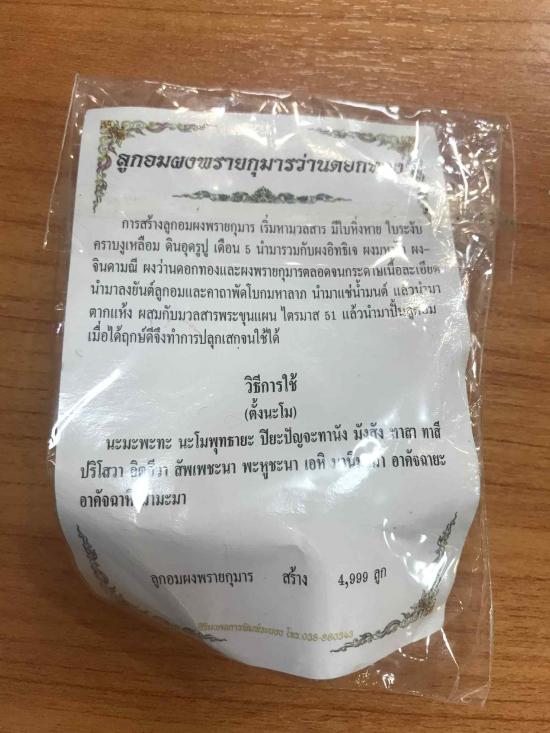 ลูกอมผงพรายกุมารว่านดอกทอง
การสร้างลูกอมผงพรายกุมาร เริ่มหามวลสาร มีใบทิ้งหาย ใบระงับ
คราบงูเหลือม ดินอุดรูปู เดือน 5 นำมารวมกับผงอิทธิเจ ผงมหาราช ผง-
จินดามณี ผงว่านดอกทองและผงพรายกุมารตลอดจนกระดาษเนื้อละเอียด
นำมาลงยันต์ลูกอมและคาถาพัดโบกมหาลาภ นำมาแช่น้ำมนต์ แล้วนำมา
ตากแห้ง ผสมกับมวลสารพระขุนแผน ไตรมาส 51 แล้วนำมาปั้นลูกอม
เมื่อได้ฤกษ์ดีจึงทำการปลุกเสกจนใช้ได้
วิธีการใช้
(ตั้งนะโม)
นะมะพะทะ นะโมพุทธายะ ปิยะปัญจะทานัง มังสัง ทาสา ทาสี
ปริโสวา อิตถีวา สัพเพชะนา พะหูชะนา เอหิ อาคัจฉายะ
อาคัจฉาหิ มามะมา
ลูกอมผงพรายกุมาร สร้าง 4,999 ลูก
โทร.038-860543